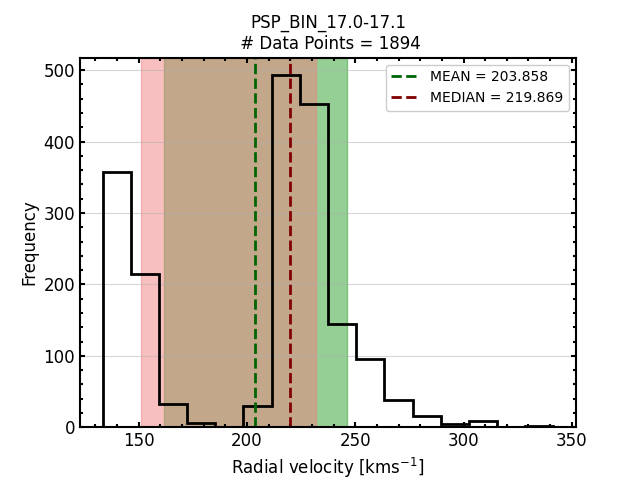 PSP_BIN_17.0-17.1
# Data Points = 1894
MEAN = 203.858
MEDIAN = 219.869
Frequency
500
400
300
200
100
0
150
200
250
300
350
Radial velocity [kms⁻¹]